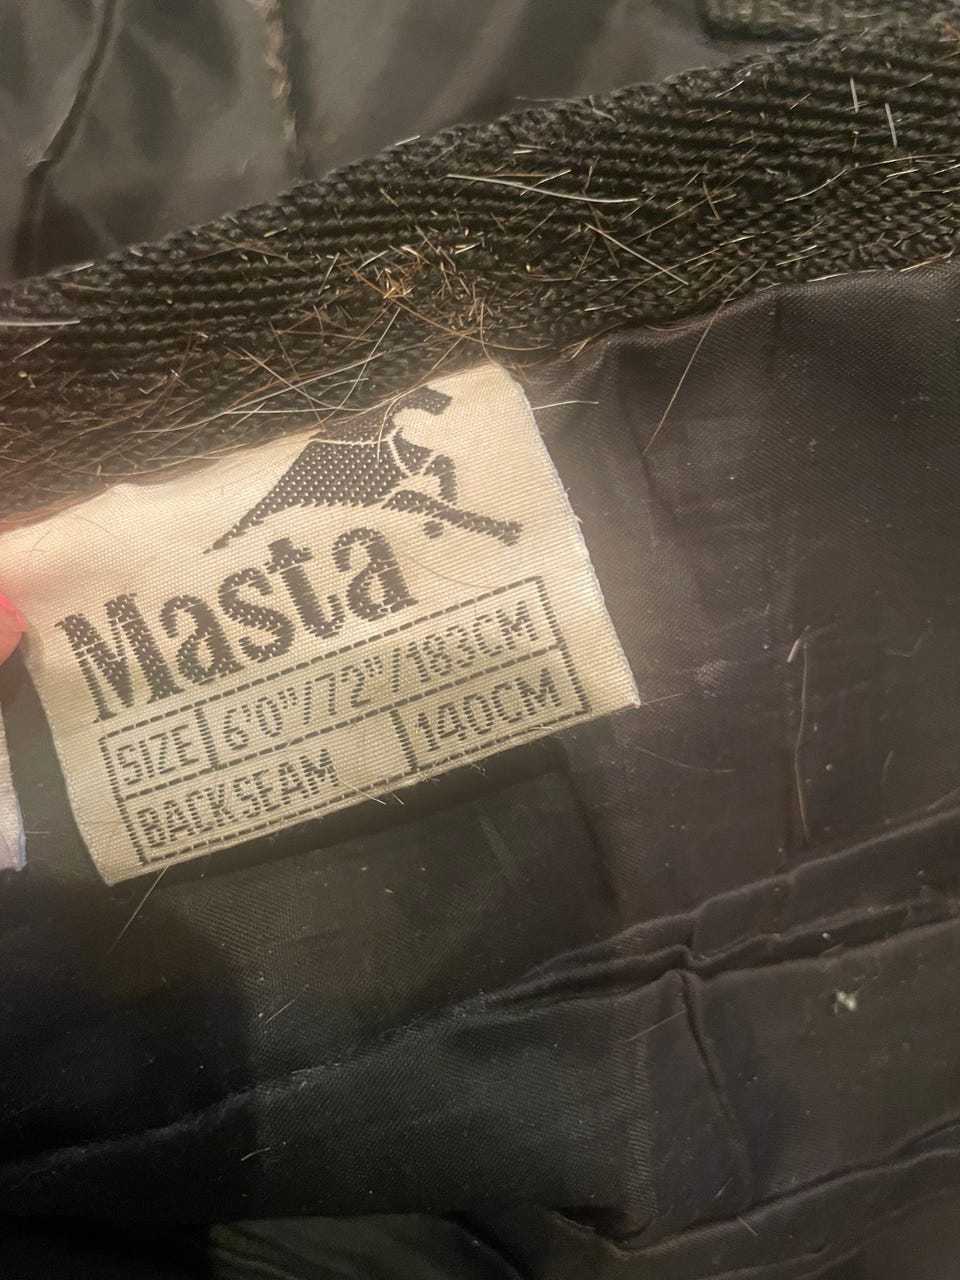 Masta
SIZE 6'0"/72"/183CM
BACKSEAM 140CM